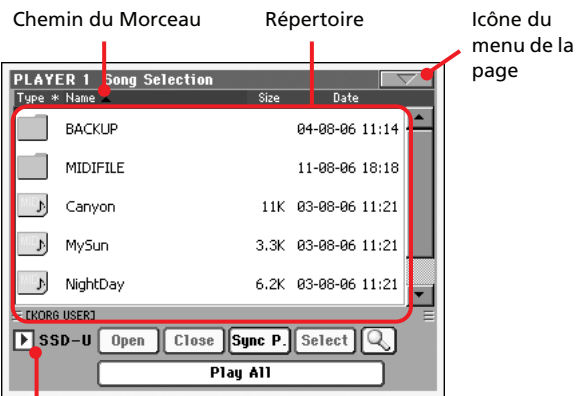 Chemin du Morceau
Répertoire
Icône du
menu de la
page
PLAYER 1 Song Selection
Type * Name Size Date
BACKUP 04-08-06 11:14
MIDIFILE 11-08-06 18:18
Canyon 11K 03-08-06 11:21
MySun 3.3K 03-08-06 11:21
NightDay 6.2K 03-08-06 11:21
[KORG USER]
SSD-U Open Close Sync P. Select
Play All